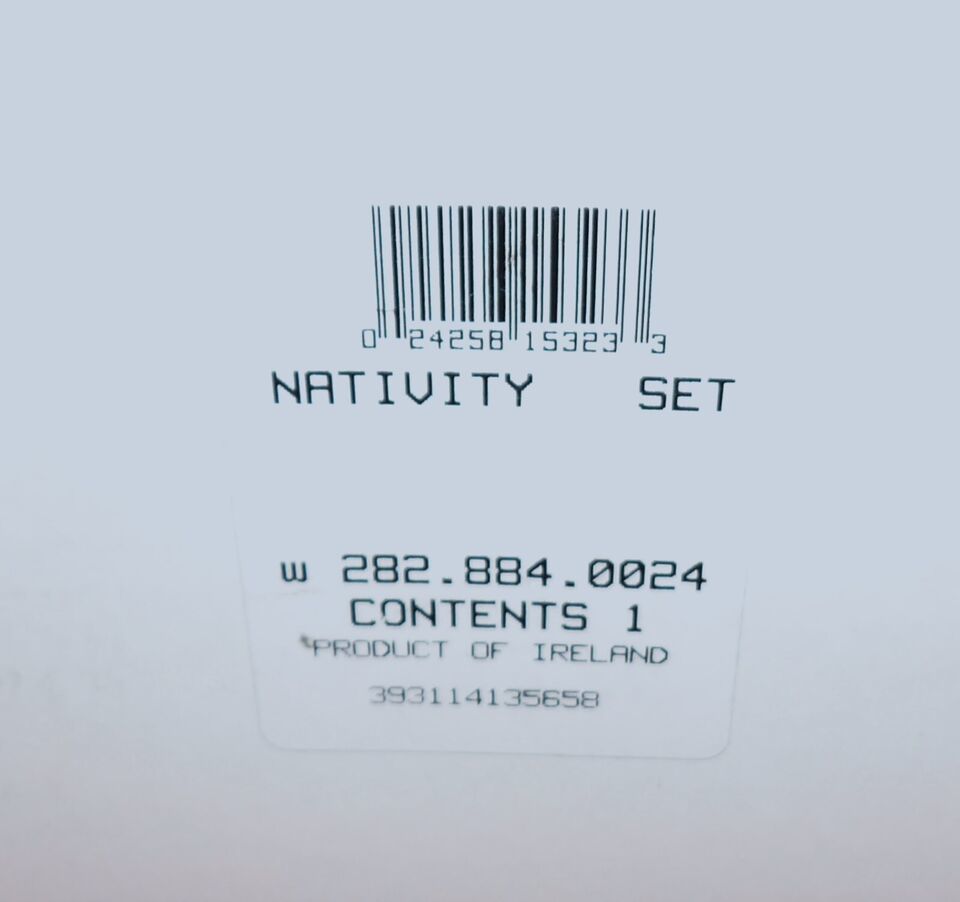 0 24258 15323 3
NATIVITY SET
W 282.884.0024
CONTENTS 1
PRODUCT OF IRELAND
393114135658